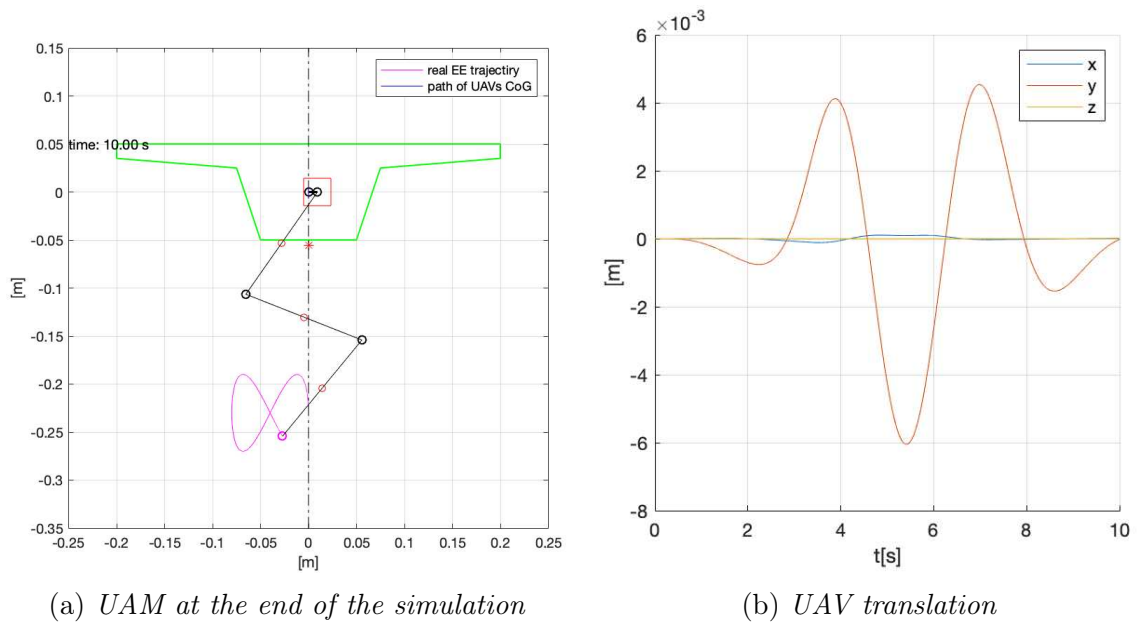 0.15
0.1
0.05
0
-0.05
-0.1
-0.15
-0.2
-0.25
-0.3
-0.35
[m]
time: 10.00 s
real EE trajectiry
path of UAVs CoG
-0.25 -0.2 -0.15 -0.1 -0.05 0 0.05 0.1 0.15 0.2 0.25
[m]
(a) UAM at the end of the simulation
×10⁻³
6
4
2
0
-2
-4
-6
-8
[m]
x
y
z
0 2 4 6 8 10
t[s]
(b) UAV translation